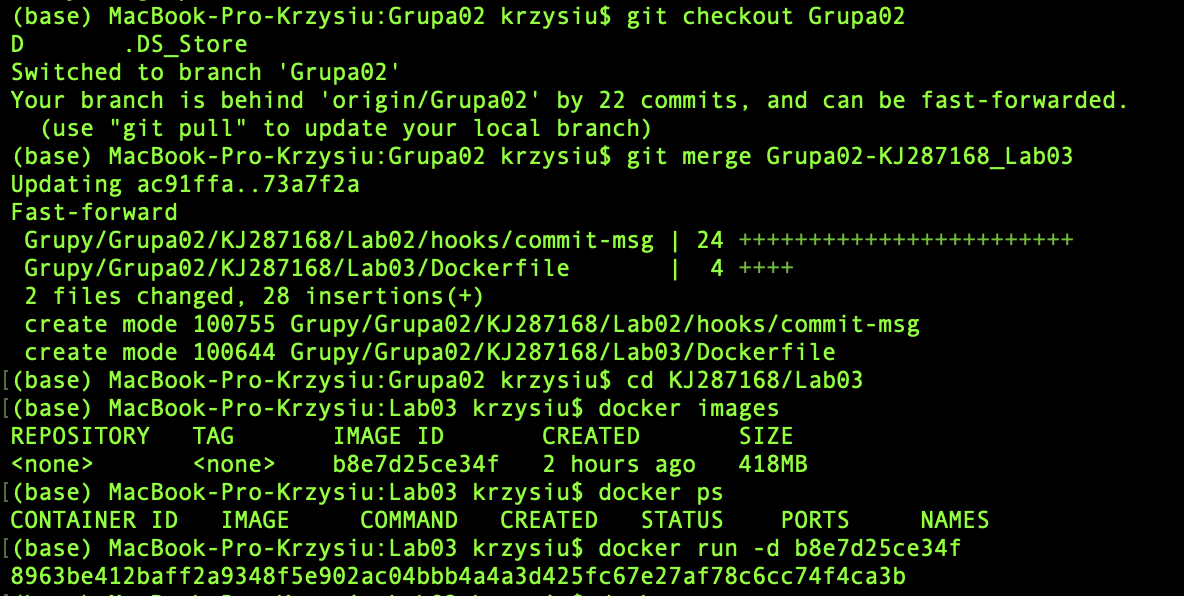 (base) MacBook-Pro-Krzysiu:Grupa02 krzysiu$ git checkout Grupa02
D       .DS_Store
Switched to branch 'Grupa02'
Your branch is behind 'origin/Grupa02' by 22 commits, and can be fast-forwarded.
  (use "git pull" to update your local branch)
(base) MacBook-Pro-Krzysiu:Grupa02 krzysiu$ git merge Grupa02-KJ287168_Lab03
Updating ac91ffa..73a7f2a
Fast-forward
 Grupy/Grupa02/KJ287168/Lab02/hooks/commit-msg | 24 ++++++++++++++++++++++++
 Grupy/Grupa02/KJ287168/Lab03/Dockerfile       |  4 ++++
 2 files changed, 28 insertions(+)
 create mode 100755 Grupy/Grupa02/KJ287168/Lab02/hooks/commit-msg
 create mode 100644 Grupy/Grupa02/KJ287168/Lab03/Dockerfile
[(base) MacBook-Pro-Krzysiu:Grupa02 krzysiu$ cd KJ287168/Lab03
[(base) MacBook-Pro-Krzysiu:Lab03 krzysiu$ docker images
REPOSITORY   TAG       IMAGE ID       CREATED       SIZE
<none>       <none>    b8e7d25ce34f   2 hours ago   418MB
[(base) MacBook-Pro-Krzysiu:Lab03 krzysiu$ docker ps
CONTAINER ID   IMAGE     COMMAND   CREATED   STATUS    PORTS     NAMES
[(base) MacBook-Pro-Krzysiu:Lab03 krzysiu$ docker run -d b8e7d25ce34f
8963be412baff2a9348f5e902ac04bbb4a4a3d425fc67e27af78c6cc74f4ca3b